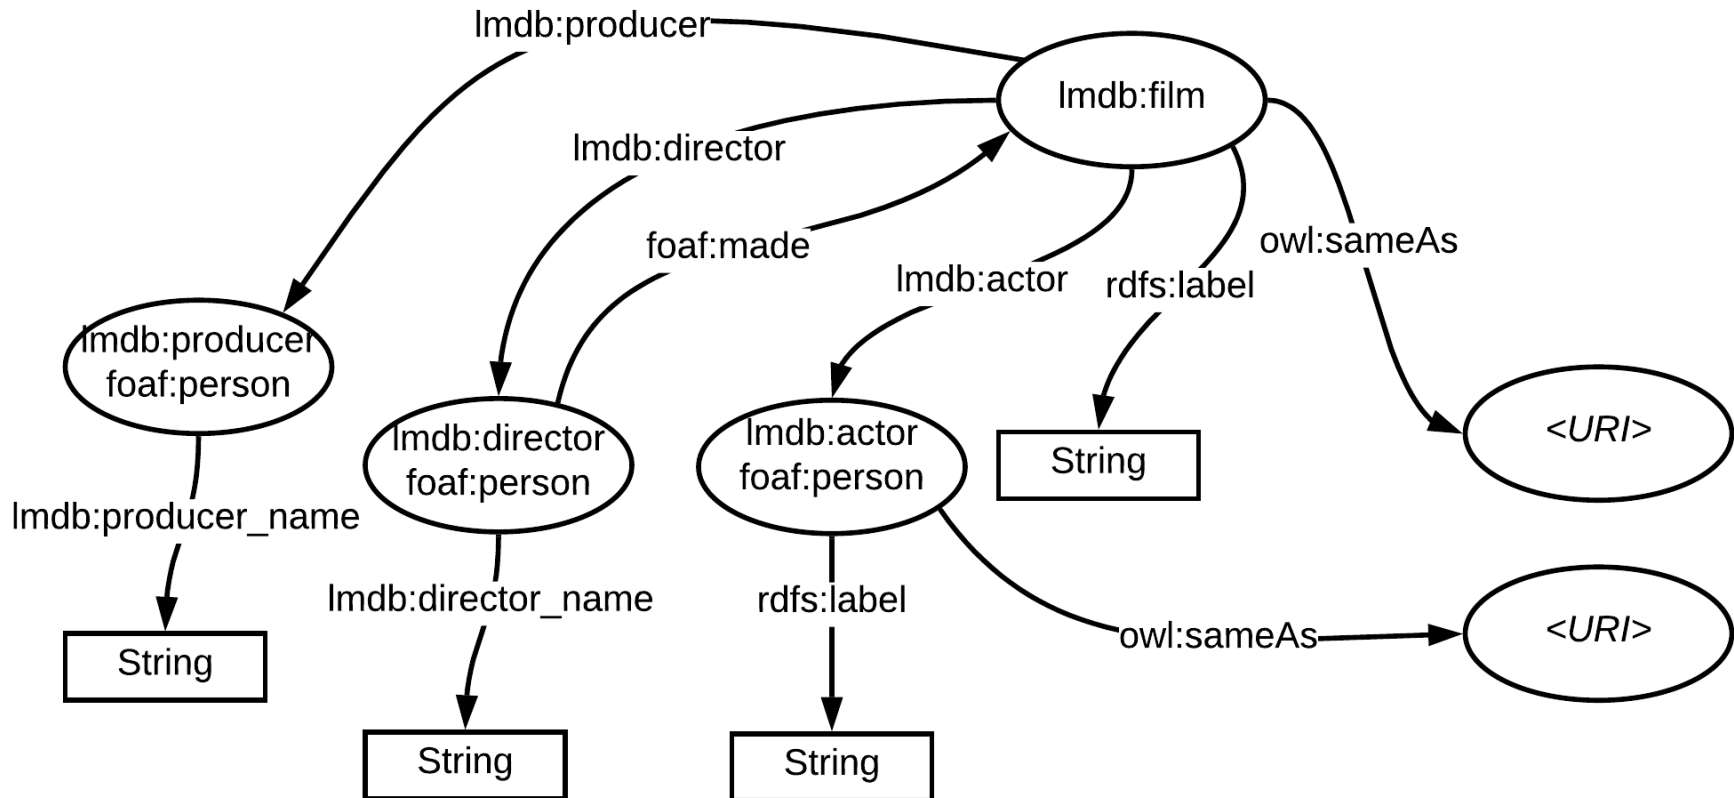 lmdb:producer
lmdb:film
lmdb:director
foaf:made
owl:sameAs
lmdb:actor
rdfs:label
lmdb:producer
foaf:person
lmdb:director
foaf:person
lmdb:actor
foaf:person
String
<URI>
lmdb:producer_name
lmdb:director_name
rdfs:label
owl:sameAs
<URI>
String
String
String